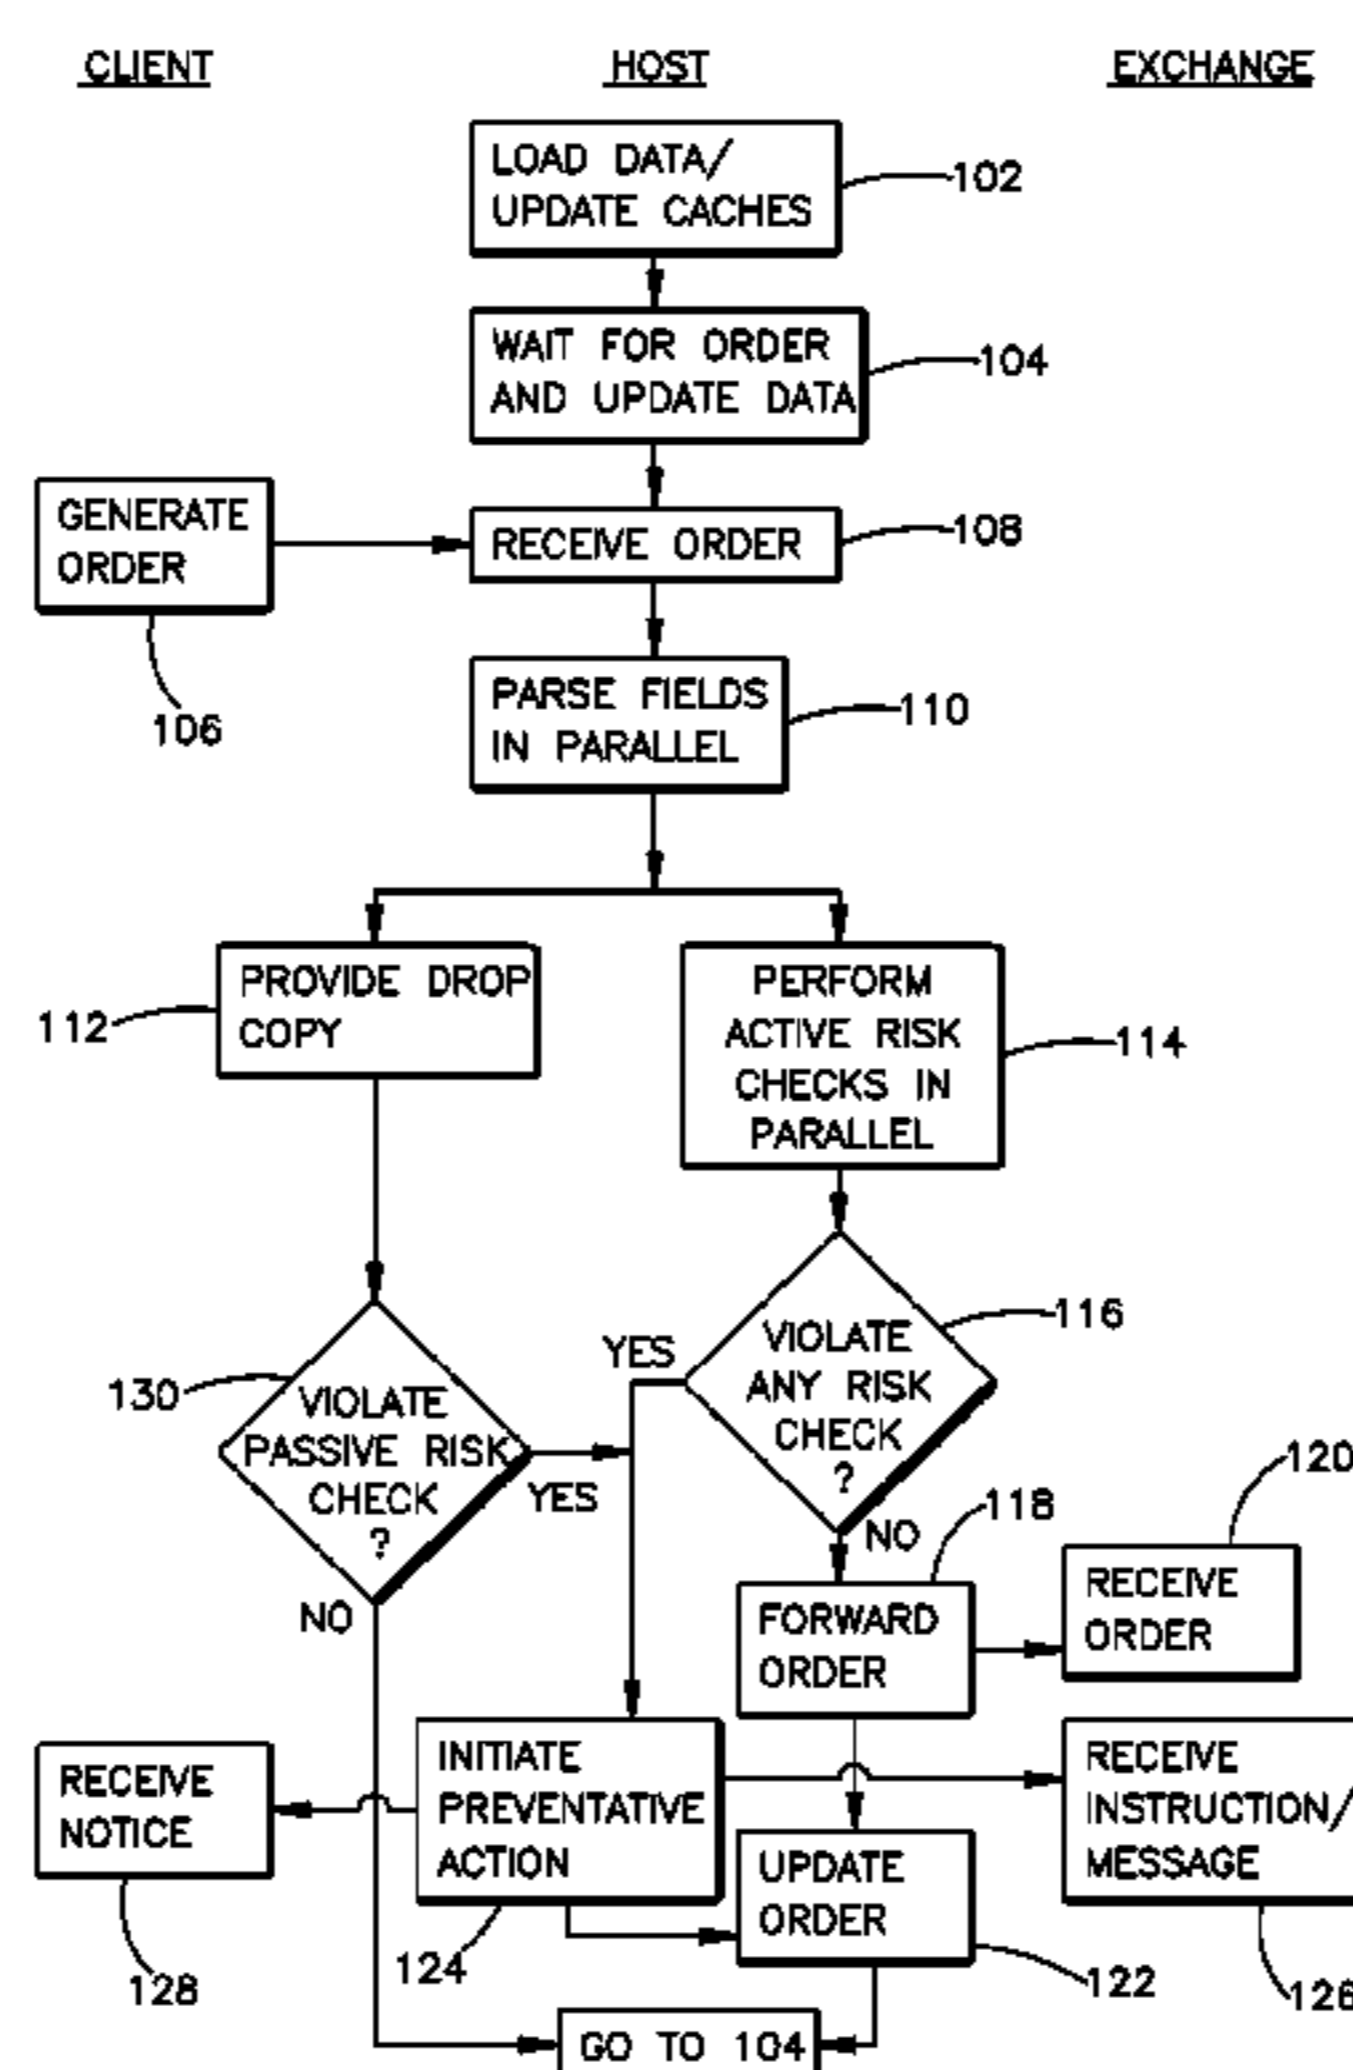 CLIENT
HOST
EXCHANGE
LOAD DATA/
UPDATE CACHES
102
WAIT FOR ORDER
AND UPDATE DATA
104
GENERATE
ORDER
106
RECEIVE ORDER
108
PARSE FIELDS
IN PARALLEL
110
PROVIDE DROP
COPY
112
PERFORM
ACTIVE RISK
CHECKS IN
PARALLEL
114
VIOLATE
ANY RISK
CHECK
?
116
YES
NO
130
VIOLATE
PASSIVE RISK
CHECK
?
YES
NO
118
FORWARD
ORDER
120
RECEIVE
ORDER
RECEIVE
NOTICE
128
INITIATE
PREVENTATIVE
ACTION
124
UPDATE
ORDER
122
RECEIVE
INSTRUCTION/
MESSAGE
126
GO TO 104